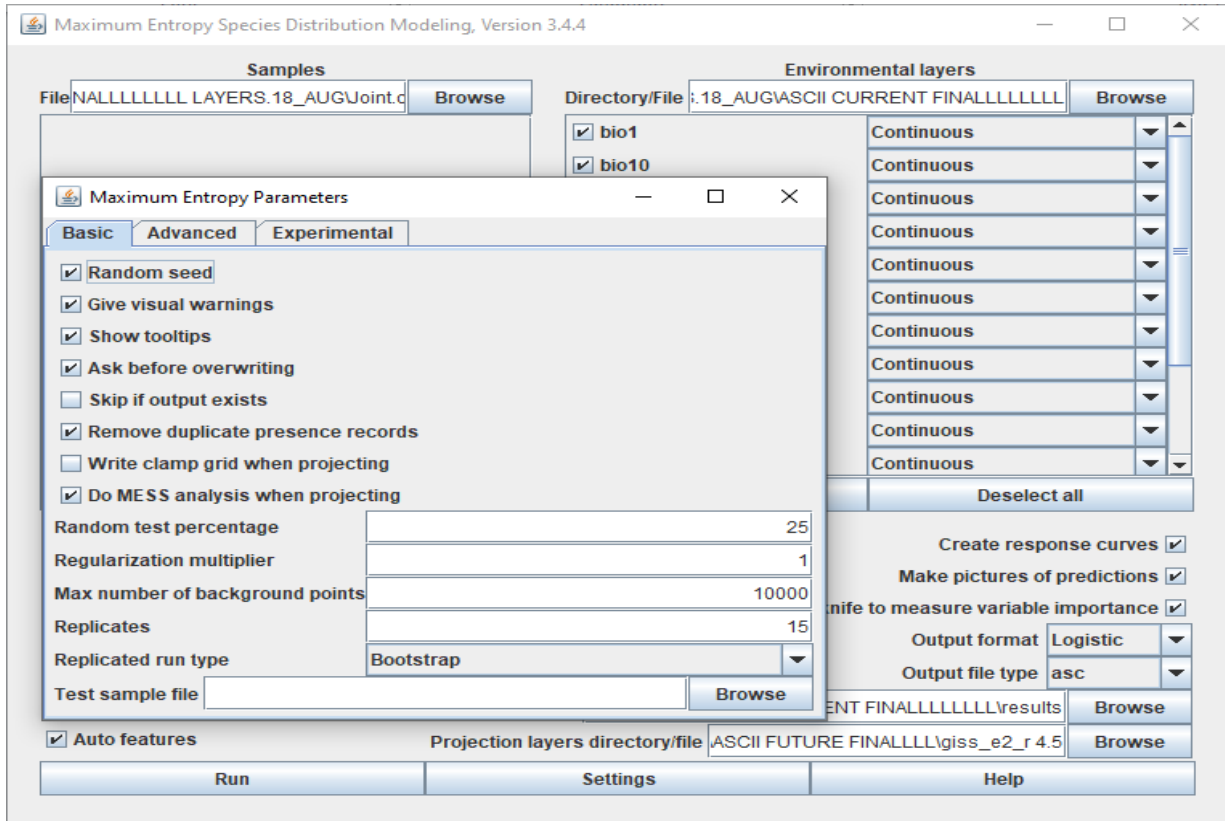 Maximum Entropy Species Distribution Modeling, Version 3.4.4
Samples
Environmental layers
File NALLLLLLLL LAYERS.18_AUG\Joint.c Browse
Directory/File .18_AUG\ASCII CURRENT FINALLLLLLLL Browse
bio1 Continuous
bio10 Continuous
Continuous
Continuous
Continuous
Continuous
Continuous
Continuous
Continuous
Continuous
Continuous
Deselect all
Maximum Entropy Parameters
Basic Advanced Experimental
Random seed
Give visual warnings
Show tooltips
Ask before overwriting
Skip if output exists
Remove duplicate presence records
Write clamp grid when projecting
Do MESS analysis when projecting
Random test percentage 25
Regularization multiplier 1
Max number of background points 10000
Replicates 15
Replicated run type Bootstrap
Test sample file Browse
Create response curves
Make pictures of predictions
knife to measure variable importance
Output format Logistic
Output file type asc
ENT FINALLLLLLLL\results Browse
Auto features
Projection layers directory/file \ASCII FUTURE FINALLLL\giss_e2_r 4.5 Browse
Run Settings Help